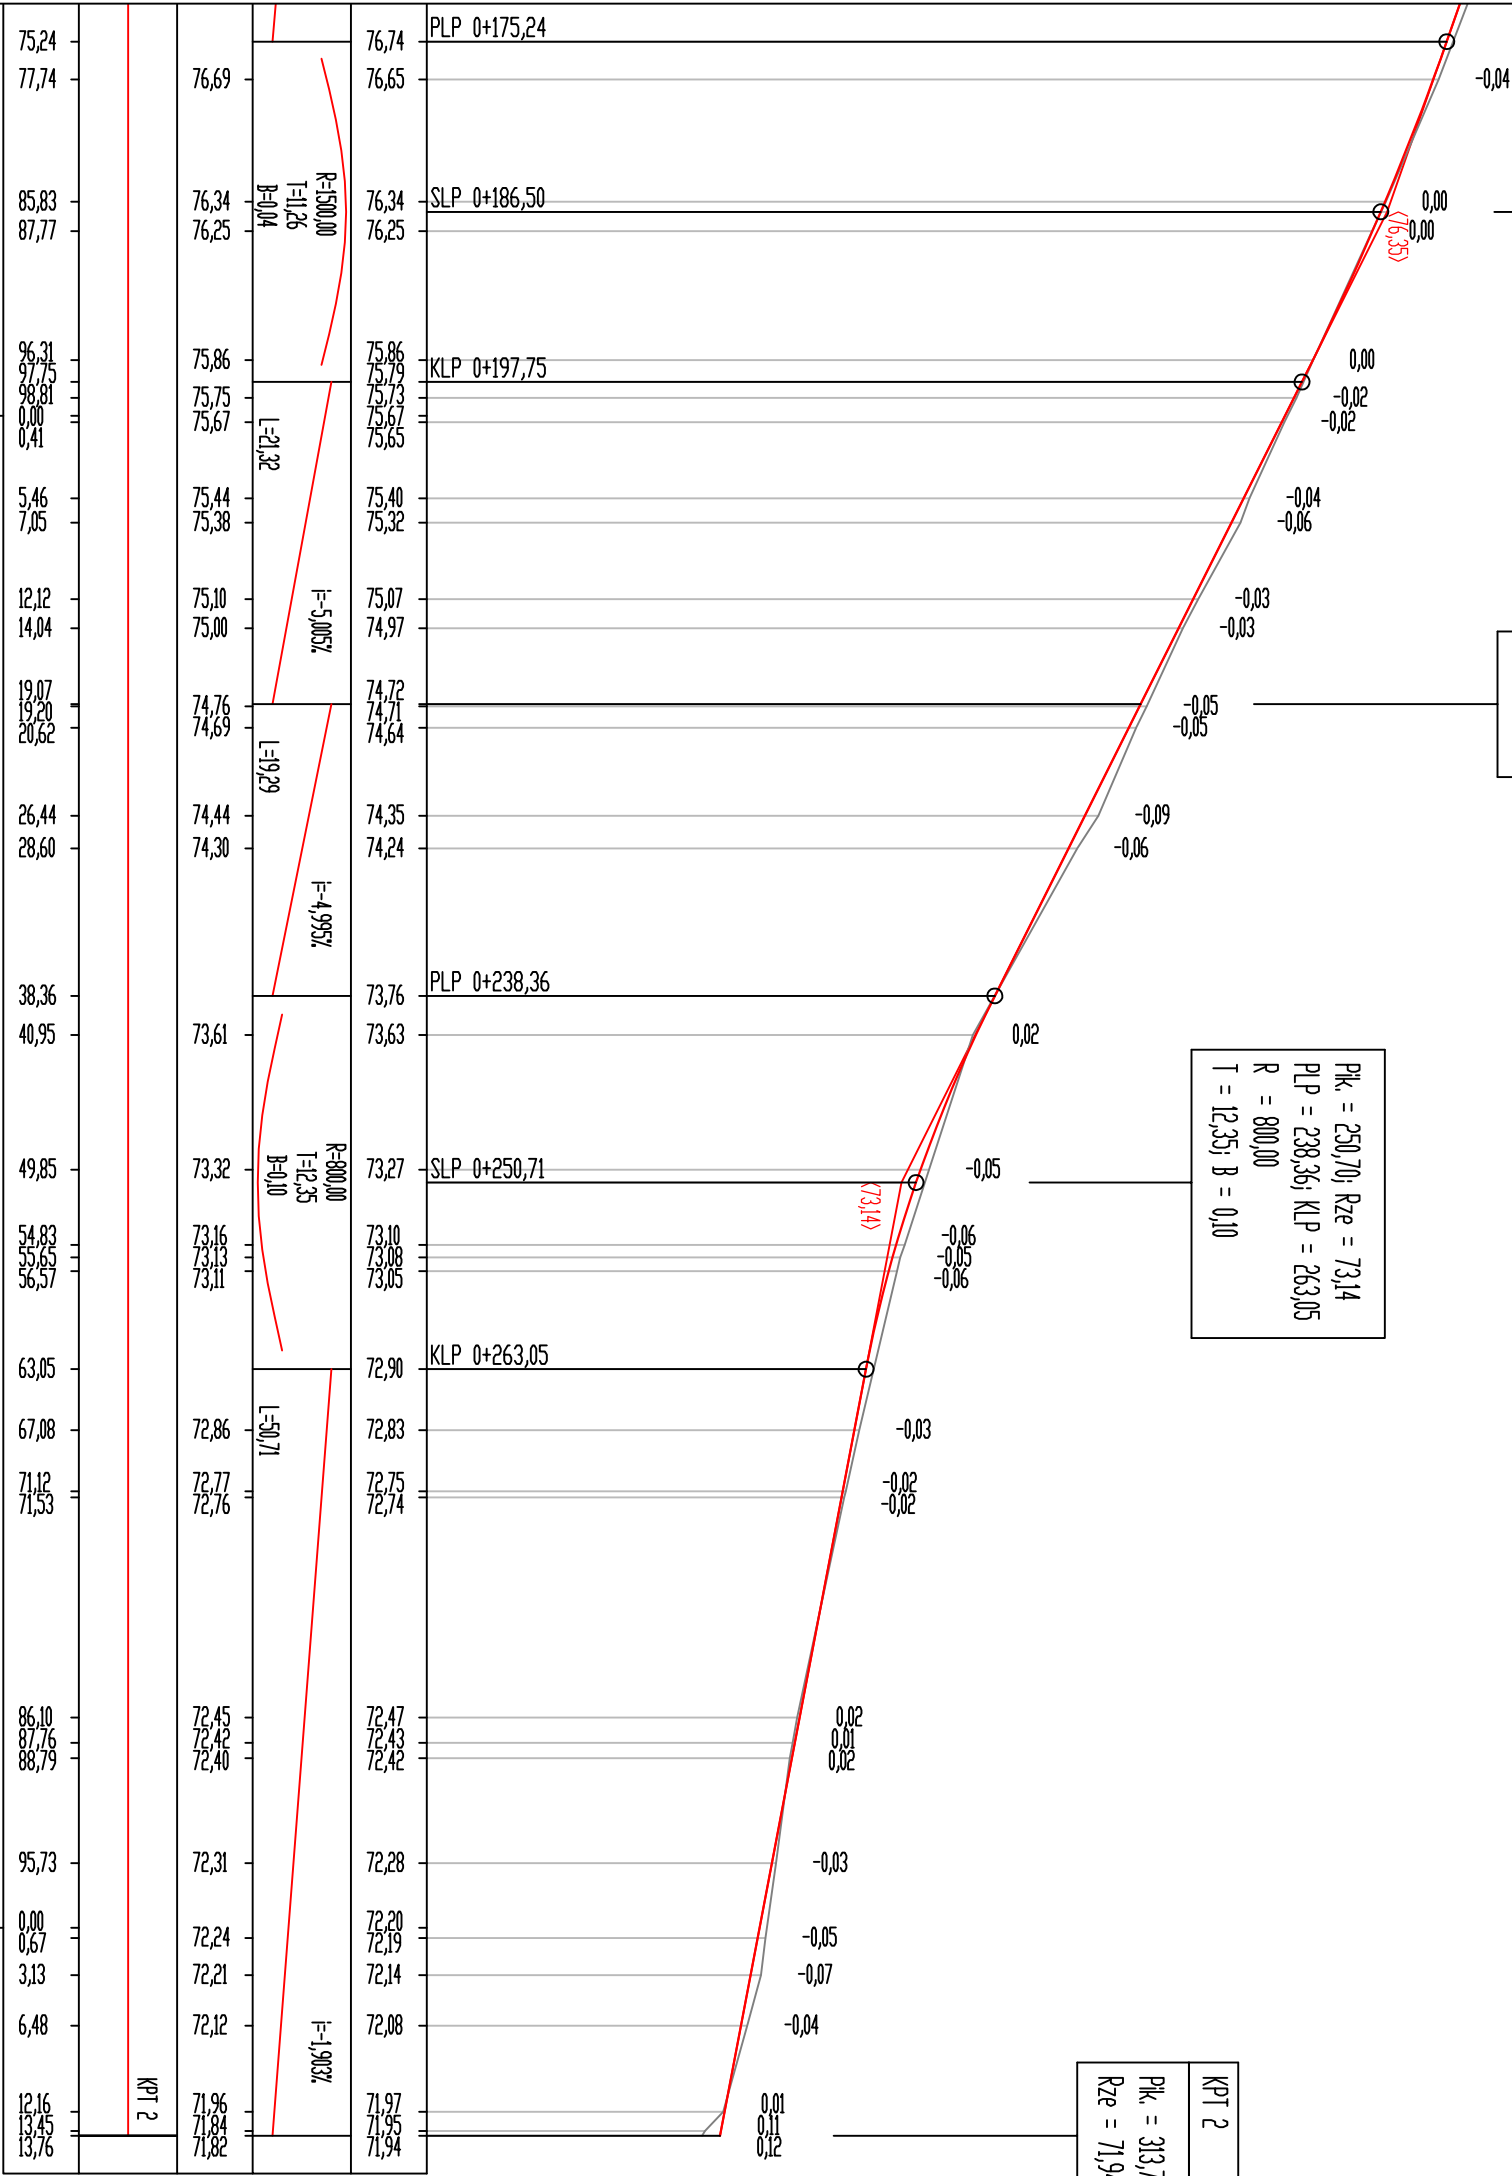 75,24 76,74 PLP 0+175,24
77,74 76,69 76,65 -0,04
R=1500,00
T=11,26
B=0,04
85,83 76,34 76,34 0,00
SLP 0+186,50
<76,35>
87,77 76,25 76,25 0,00
96,31 75,86 75,86 0,00
97,75 75,79 KLP 0+197,75
98,81 75,75 75,73 -0,02
0,00 75,67
0,41 75,67 75,65 -0,02
L=21,32
5,46 75,44 75,40 -0,04
7,05 75,38 75,32 -0,06
12,12 75,10 75,07 -0,03
i=-5,005%
14,04 75,00 74,97 -0,03
19,07 74,72
19,20 74,76 74,71 -0,05
20,62 74,69 74,64 -0,05
L=19,29
26,44 74,44 74,35 -0,09
28,60 74,30 74,24 -0,06
i=-4,995%
38,36 73,76 PLP 0+238,36
40,95 73,61 73,63 0,02
Pik. = 250,70; Rze = 73,14
PLP = 238,36; KLP = 263,05
R = 800,00
T = 12,35; B = 0,10
R=800,00
T=12,35
B=0,10
49,85 73,32 73,27 -0,05
SLP 0+250,71
<73,14>
54,83 73,16 73,10 -0,06
55,65 73,13 73,08 -0,05
56,57 73,11 73,05 -0,06
63,05 72,90 KLP 0+263,05
L=50,71
67,08 72,86 72,83 -0,03
71,12 72,77 72,75 -0,02
71,53 72,76 72,74 -0,02
86,10 72,45 72,47 0,02
87,76 72,42 72,43 0,01
88,79 72,40 72,42 0,02
95,73 72,31 72,28 -0,03
0,00 72,20
0,67 72,24 72,19 -0,05
3,13 72,21 72,14 -0,07
6,48 72,12 72,08 -0,04
i=-1,903%
KPT 2
12,16 71,96 71,97 0,01
13,45 71,84 71,95 0,11
13,76 71,82 71,94 0,12
KPT 2
Pik. = 313,7
Rze = 71,9